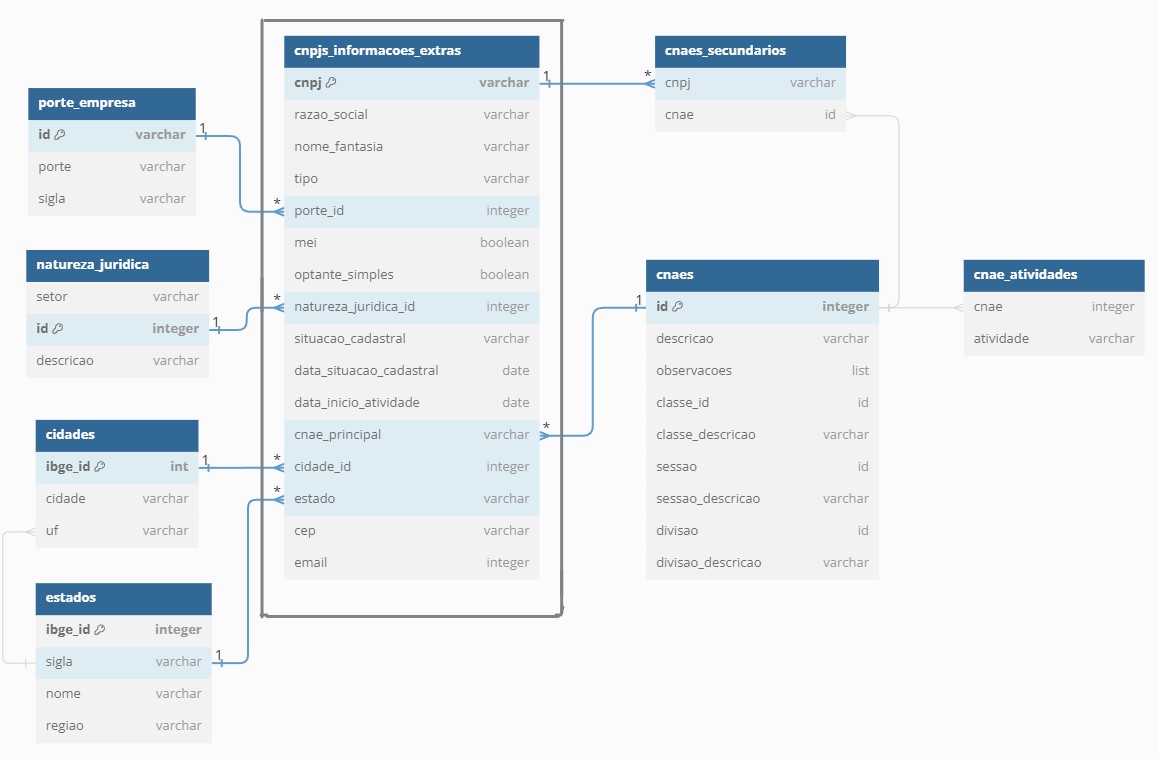 cnpjs_informacoes_extras
cnpj varchar
razao_social varchar
nome_fantasia varchar
tipo varchar
porte_id integer
mei boolean
optante_simples boolean
natureza_juridica_id integer
situacao_cadastral varchar
data_situacao_cadastral date
data_inicio_atividade date
cnae_principal varchar
cidade_id integer
estado varchar
cep varchar
email integer
cnaes_secundarios
cnpj varchar
cnae id
porte_empresa
id varchar
porte varchar
sigla varchar
natureza_juridica
setor varchar
id integer
descricao varchar
cnaes
id integer
descricao varchar
observacoes list
classe_id id
classe_descricao varchar
sessao id
sessao_descricao varchar
divisao id
divisao_descricao varchar
cnae_atividades
cnae integer
atividade varchar
cidades
ibge_id int
cidade varchar
uf varchar
estados
ibge_id integer
sigla varchar
nome varchar
regiao varchar
1 *
1 *
1 *
1 *
1 *
1 *